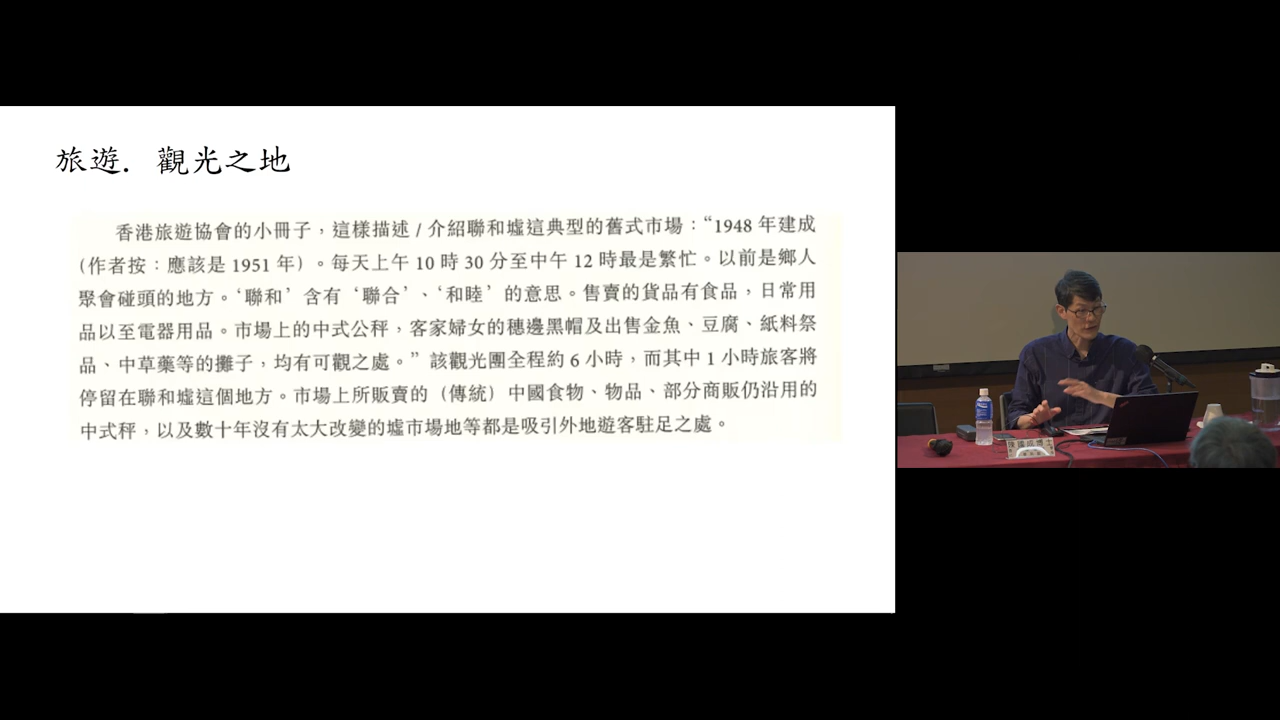 旅遊．觀光之地
香港旅遊協會的小冊子，這樣描述 / 介紹聯和墟這典型的舊式市場：“1948 年建成
(作者按：應該是 1951 年) 。每天上午 10 時 30 分至中午 12 時最是繁忙。以前是鄉人
聚會碰頭的地方。‘聯和’ 含有 ‘聯合’、‘和睦’ 的意思。售賣的貨品有食品，日常用
品以至電器用品。市場上的中式公秤，客家婦女的穗邊黑帽及出售金魚、豆腐、紙料祭
品、中草藥等的攤子，均有可觀之處。” 該觀光團全程約 6 小時，而其中 1 小時旅客將
停留在聯和墟這個地方。市場上所販賣的 (傳統) 中國食物、物品、部分商販仍沿用的
中式秤，以及數十年沒有太大改變的墟市場地等都是吸引外地遊客駐足之處。